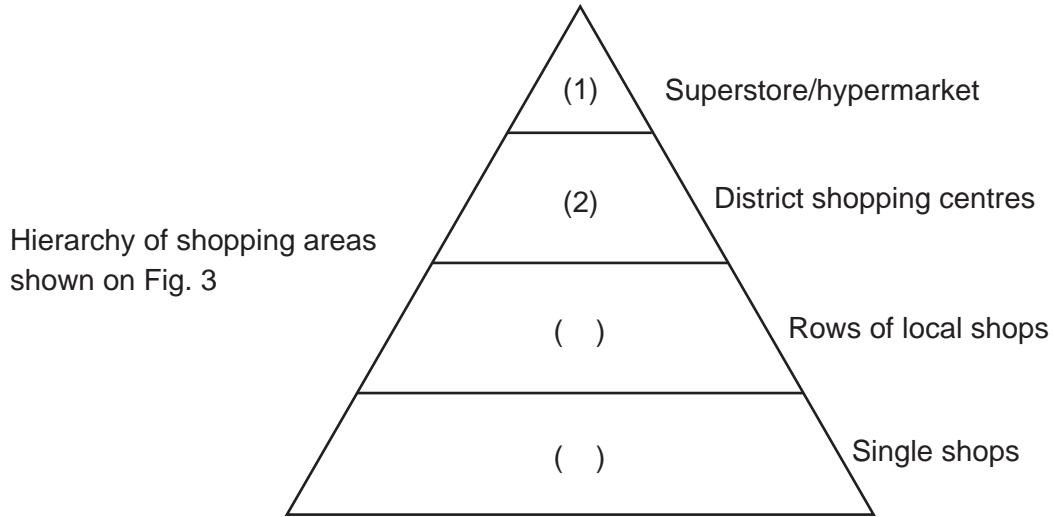 (1) Superstore/hypermarket
(2) District shopping centres
Hierarchy of shopping areas
shown on Fig. 3
( ) Rows of local shops
( ) Single shops